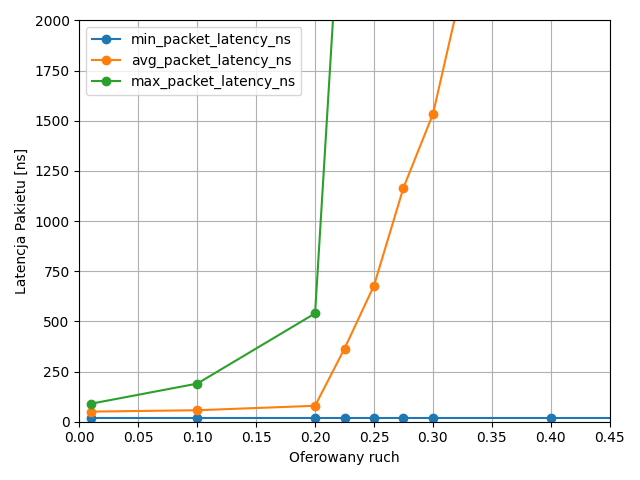 2000
1750
1500
1250
1000
750
500
250
0
min_packet_latency_ns
avg_packet_latency_ns
max_packet_latency_ns
Latencja Pakietu [ns]
0.00 0.05 0.10 0.15 0.20 0.25 0.30 0.35 0.40 0.45
Oferowany ruch